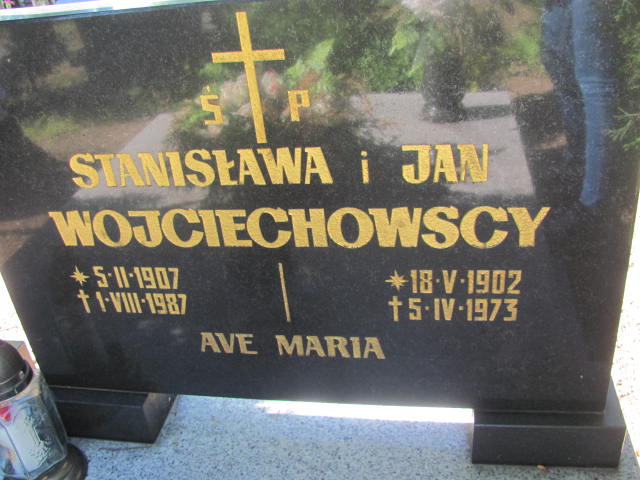 Ś P
STANISŁAWA i JAN
WOJCIECHOWSCY
5·II·1907
1·VIII·1987
18·V·1902
5·IV·1973
AVE MARIA